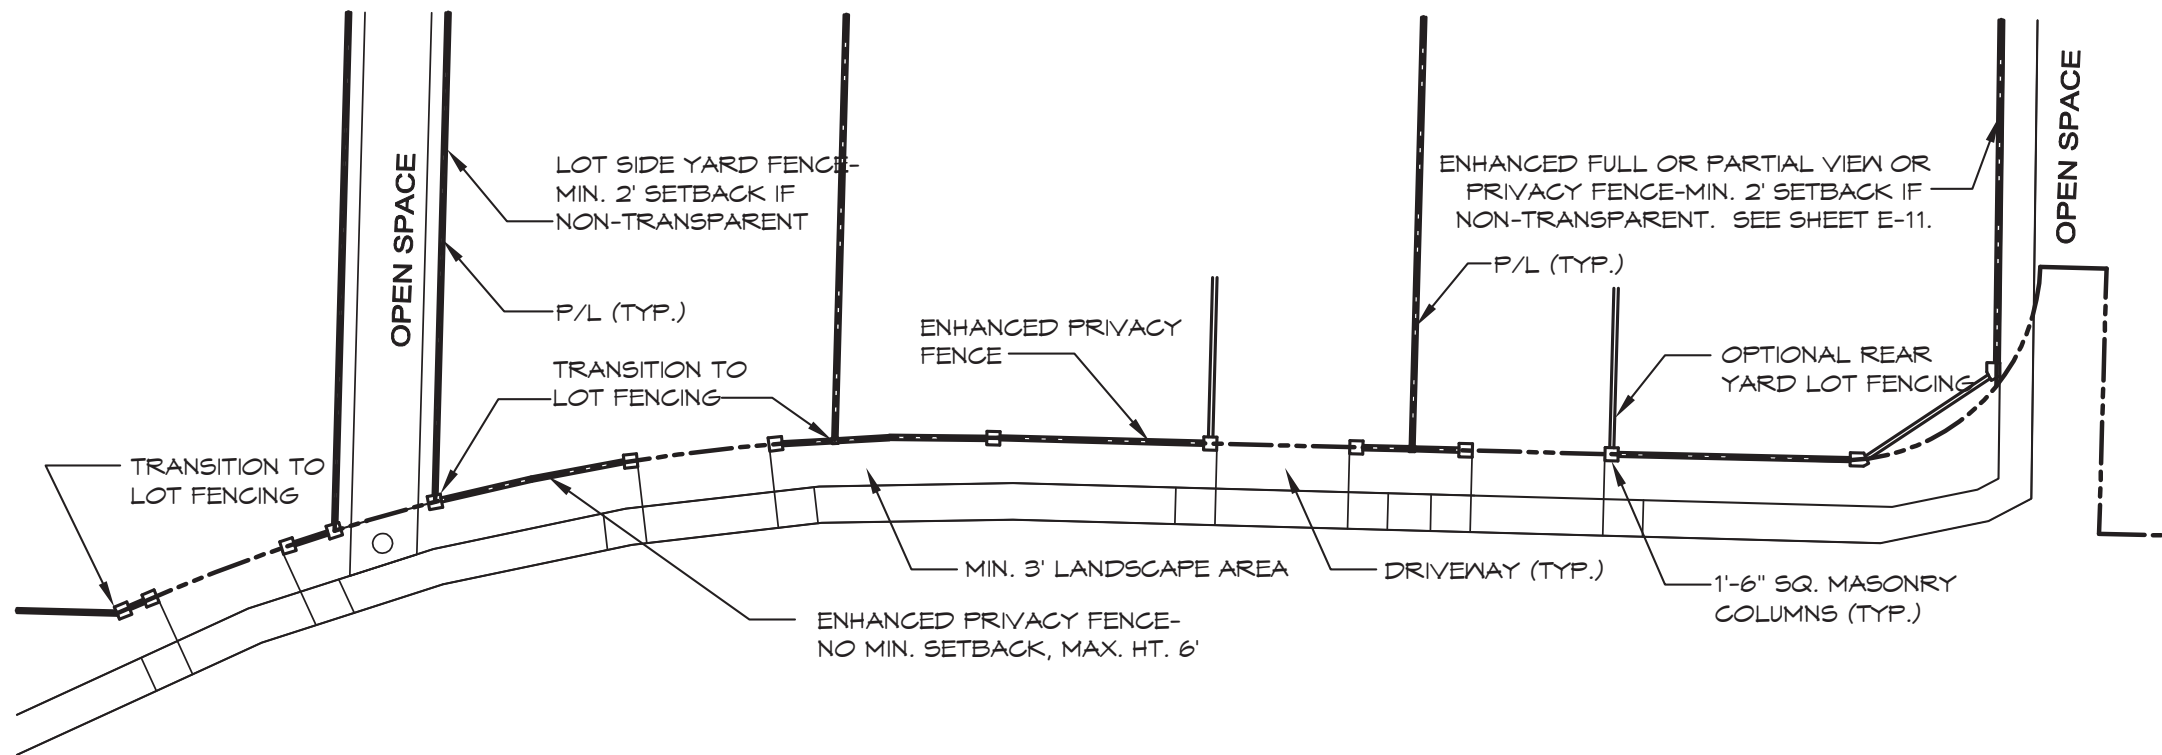 OPEN SPACE
LOT SIDE YARD FENCE-
MIN. 2' SETBACK IF
NON-TRANSPARENT
P/L (TYP.)
TRANSITION TO
LOT FENCING
TRANSITION TO
LOT FENCING
ENHANCED PRIVACY
FENCE
ENHANCED FULL OR PARTIAL VIEW OR
PRIVACY FENCE-MIN. 2' SETBACK IF
NON-TRANSPARENT. SEE SHEET E-11.
P/L (TYP.)
OPEN SPACE
OPTIONAL REAR
YARD LOT FENCING
MIN. 3' LANDSCAPE AREA
DRIVEWAY (TYP.)
1'-6" SQ. MASONRY
COLUMNS (TYP.)
ENHANCED PRIVACY FENCE-
NO MIN. SETBACK, MAX. HT. 6'